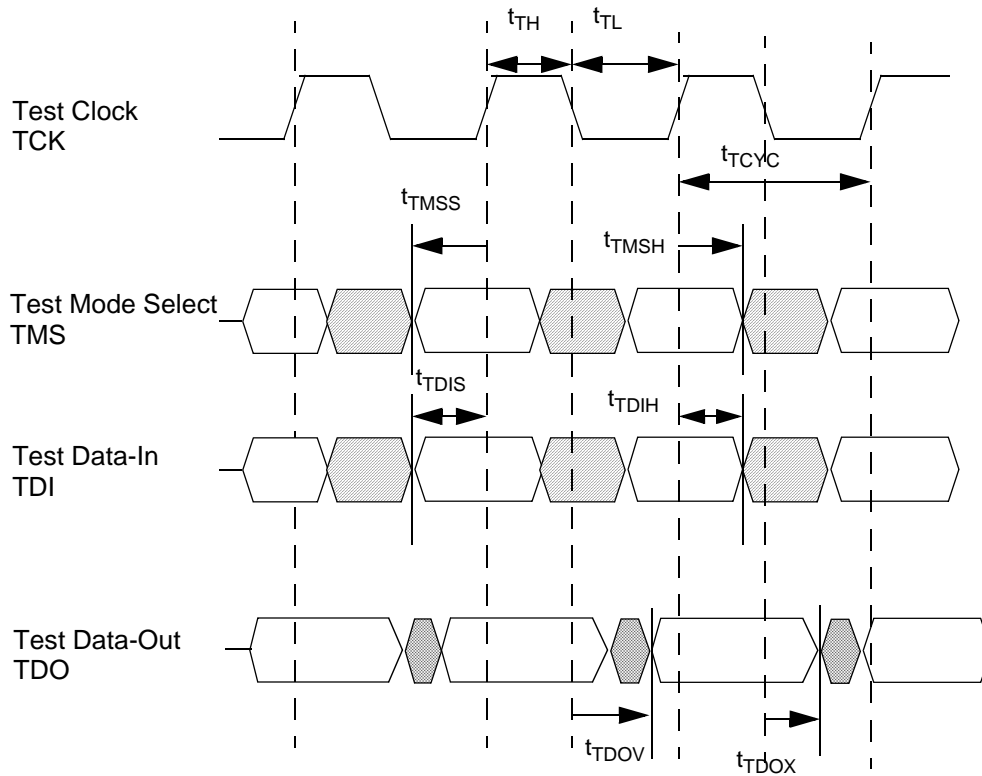 tTH
tTL
Test Clock
TCK
tTCYC
tTMSS
tTMSH
Test Mode Select
TMS
tTDIS
tTDIH
Test Data-In
TDI
Test Data-Out
TDO
tTDOV
tTDOX